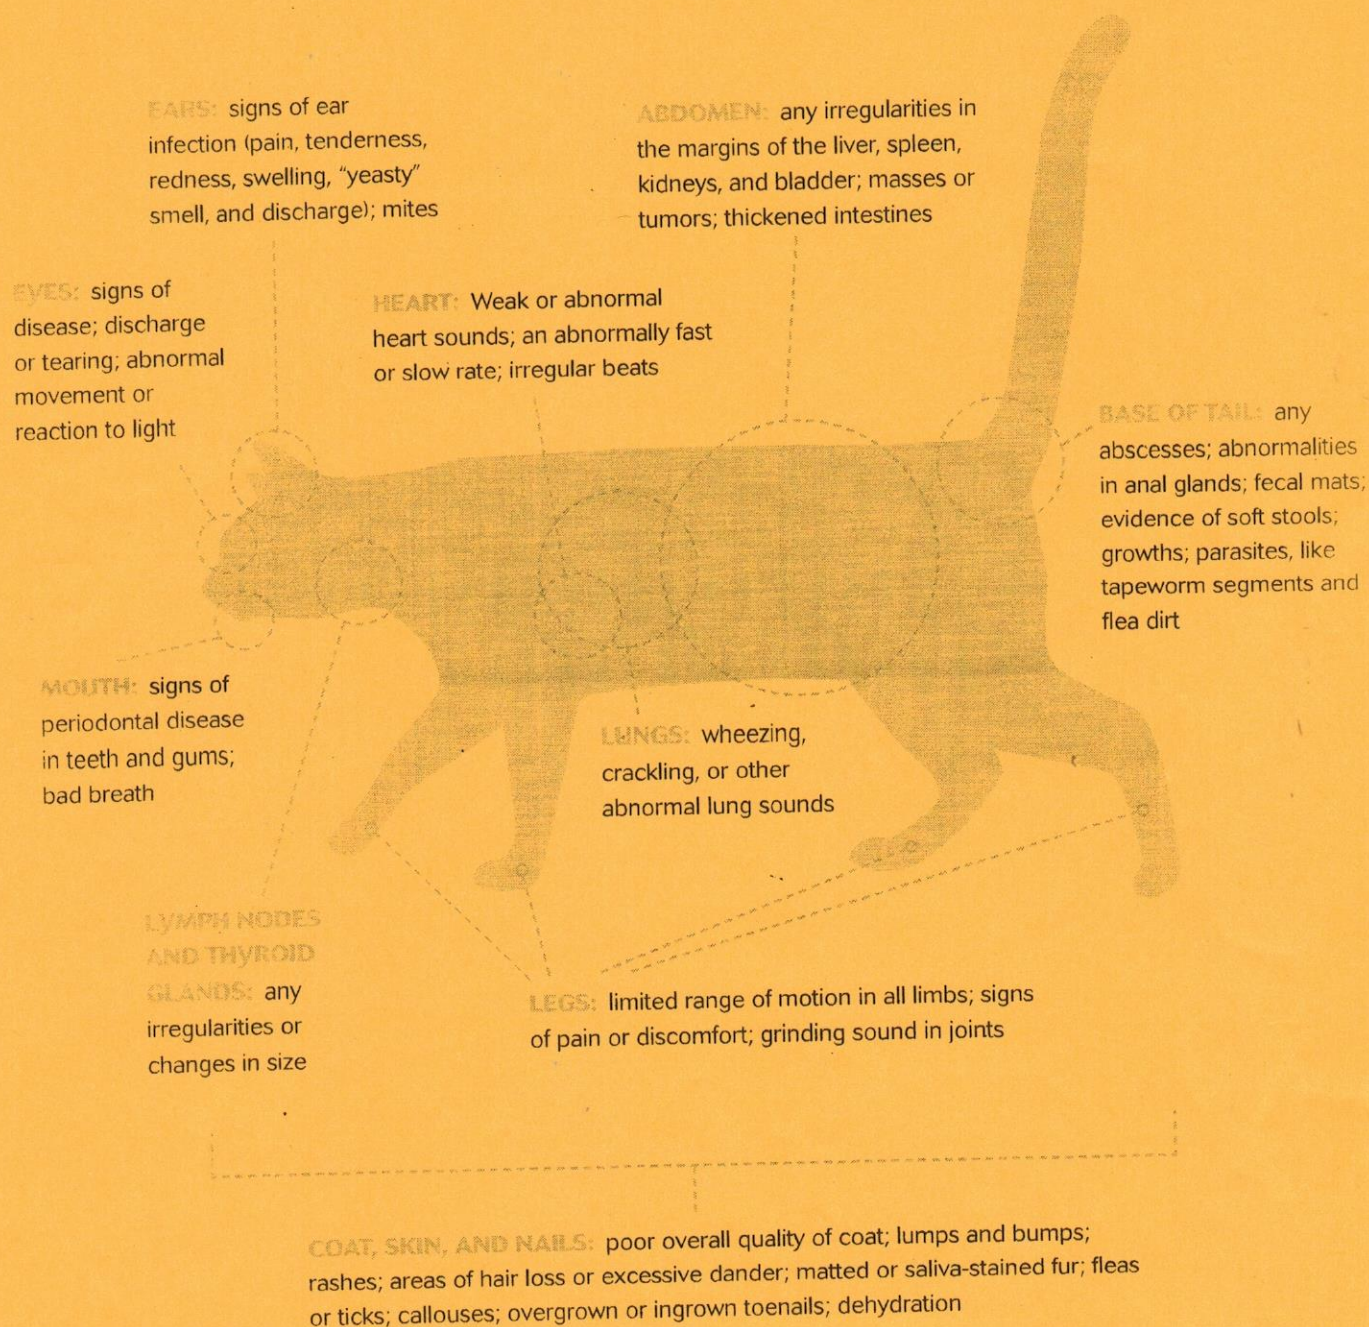 EARS: signs of ear
infection (pain, tenderness,
redness, swelling, “yeasty”
smell, and discharge); mites
ABDOMEN: any irregularities in
the margins of the liver, spleen,
kidneys, and bladder; masses or
tumors; thickened intestines
EYES: signs of
disease; discharge
or tearing; abnormal
movement or
reaction to light
HEART: Weak or abnormal
heart sounds; an abnormally fast
or slow rate; irregular beats
BASE OF TAIL: any
abscesses; abnormalities
in anal glands; fecal mats;
evidence of soft stools;
growths; parasites, like
tapeworm segments and
flea dirt
MOUTH: signs of
periodontal disease
in teeth and gums;
bad breath
LUNGS: wheezing,
crackling, or other
abnormal lung sounds
LYMPH NODES
AND THYROID
GLANDS: any
irregularities or
changes in size
LEGS: limited range of motion in all limbs; signs
of pain or discomfort; grinding sound in joints
COAT, SKIN, AND NAILS: poor overall quality of coat; lumps and bumps;
rashes; areas of hair loss or excessive dander; matted or saliva-stained fur; fleas
or ticks; callouses; overgrown or ingrown toenails; dehydration